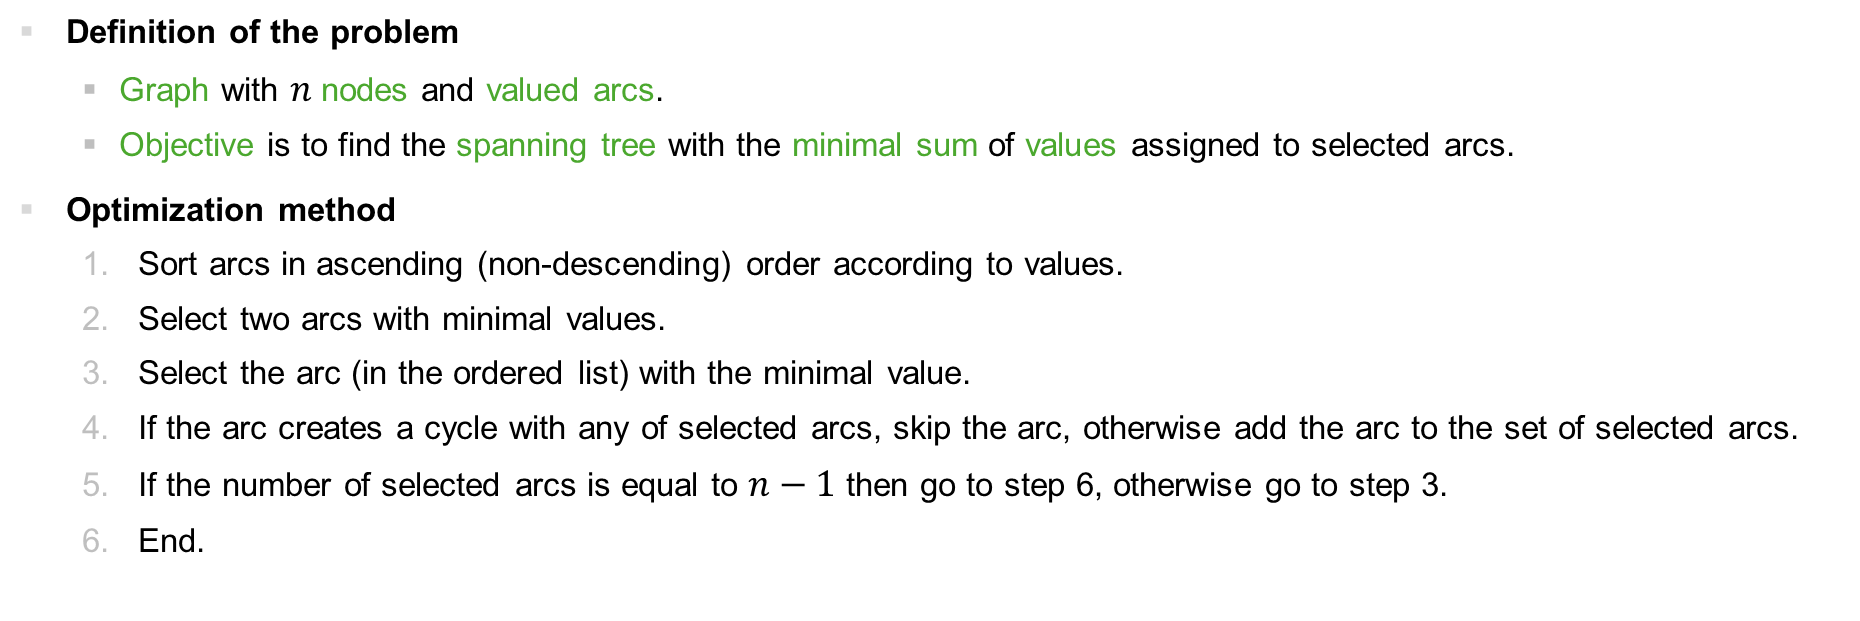 Definition of the problem
Graph with n nodes and valued arcs.
Objective is to find the spanning tree with the minimal sum of values assigned to selected arcs.
Optimization method
1. Sort arcs in ascending (non-descending) order according to values.
2. Select two arcs with minimal values.
3. Select the arc (in the ordered list) with the minimal value.
4. If the arc creates a cycle with any of selected arcs, skip the arc, otherwise add the arc to the set of selected arcs.
5. If the number of selected arcs is equal to n − 1 then go to step 6, otherwise go to step 3.
6. End.